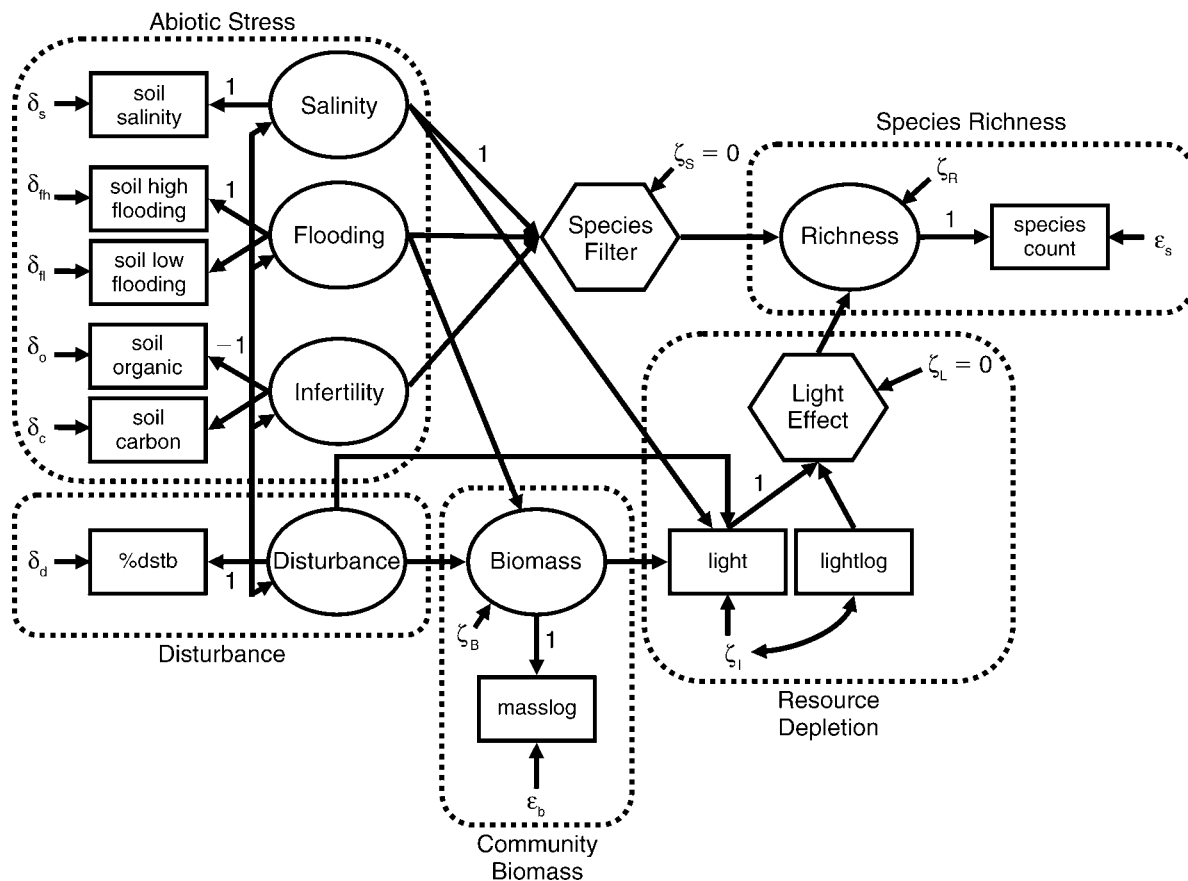 Abiotic Stress
δs
soil
salinity
1
Salinity
δfh
soil high
flooding
1
Flooding
δfl
soil low
flooding
δo
soil
organic
−1
Infertility
δc
soil
carbon
1
Species
Filter
ζS = 0
Species Richness
ζR
Richness
1
species
count
εs
Light
Effect
ζL = 0
1
light
lightlog
ζl
Resource
Depletion
δd
%dstb
1
Disturbance
Disturbance
Biomass
ζB
1
masslog
εb
Community
Biomass